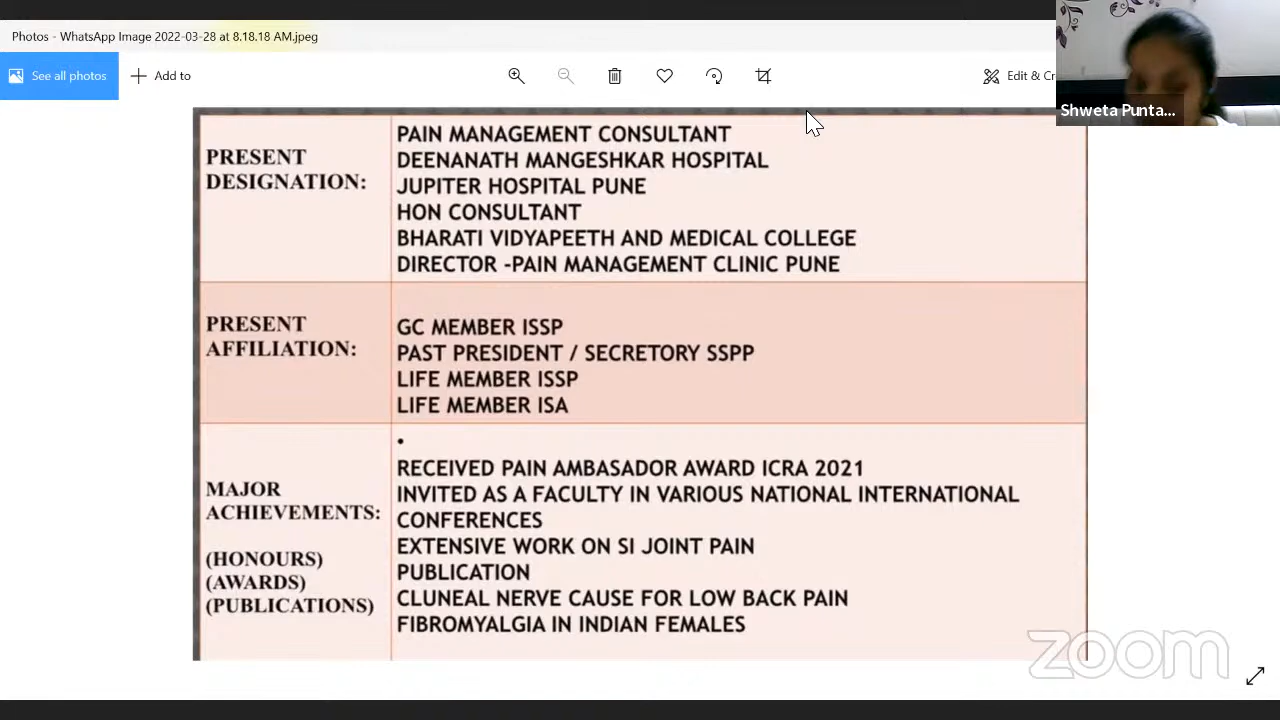 Photos - WhatsApp Image 2022-03-28 at 8.18.18 AM.jpeg
See all photos
Add to
Edit & Cr
Shweta Punta...
PRESENT
DESIGNATION:
PAIN MANAGEMENT CONSULTANT
DEENANATH MANGESHKAR HOSPITAL
JUPITER HOSPITAL PUNE
HON CONSULTANT
BHARATI VIDYAPEETH AND MEDICAL COLLEGE
DIRECTOR -PAIN MANAGEMENT CLINIC PUNE
PRESENT
AFFILIATION:
GC MEMBER ISSP
PAST PRESIDENT / SECRETORY SSPP
LIFE MEMBER ISSP
LIFE MEMBER ISA
MAJOR
ACHIEVEMENTS:
(HONOURS)
(AWARDS)
(PUBLICATIONS)
•
RECEIVED PAIN AMBASADOR AWARD ICRA 2021
INVITED AS A FACULTY IN VARIOUS NATIONAL INTERNATIONAL
CONFERENCES
EXTENSIVE WORK ON SI JOINT PAIN
PUBLICATION
CLUNEAL NERVE CAUSE FOR LOW BACK PAIN
FIBROMYALGIA IN INDIAN FEMALES
zoom